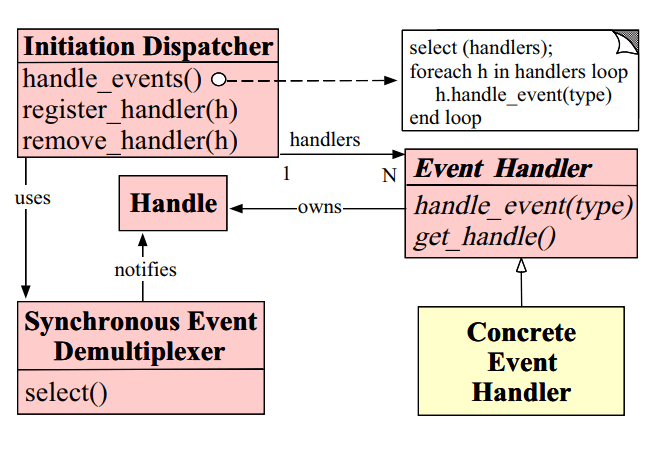 Initiation Dispatcher
handle_events()
register_handler(h)
remove_handler(h)
select (handlers);
foreach h in handlers loop
h.handle_event(type)
end loop
handlers
1
N
Event Handler
handle_event(type)
get_handle()
uses
Handle
owns
notifies
Synchronous Event
Demultiplexer
select()
Concrete
Event
Handler